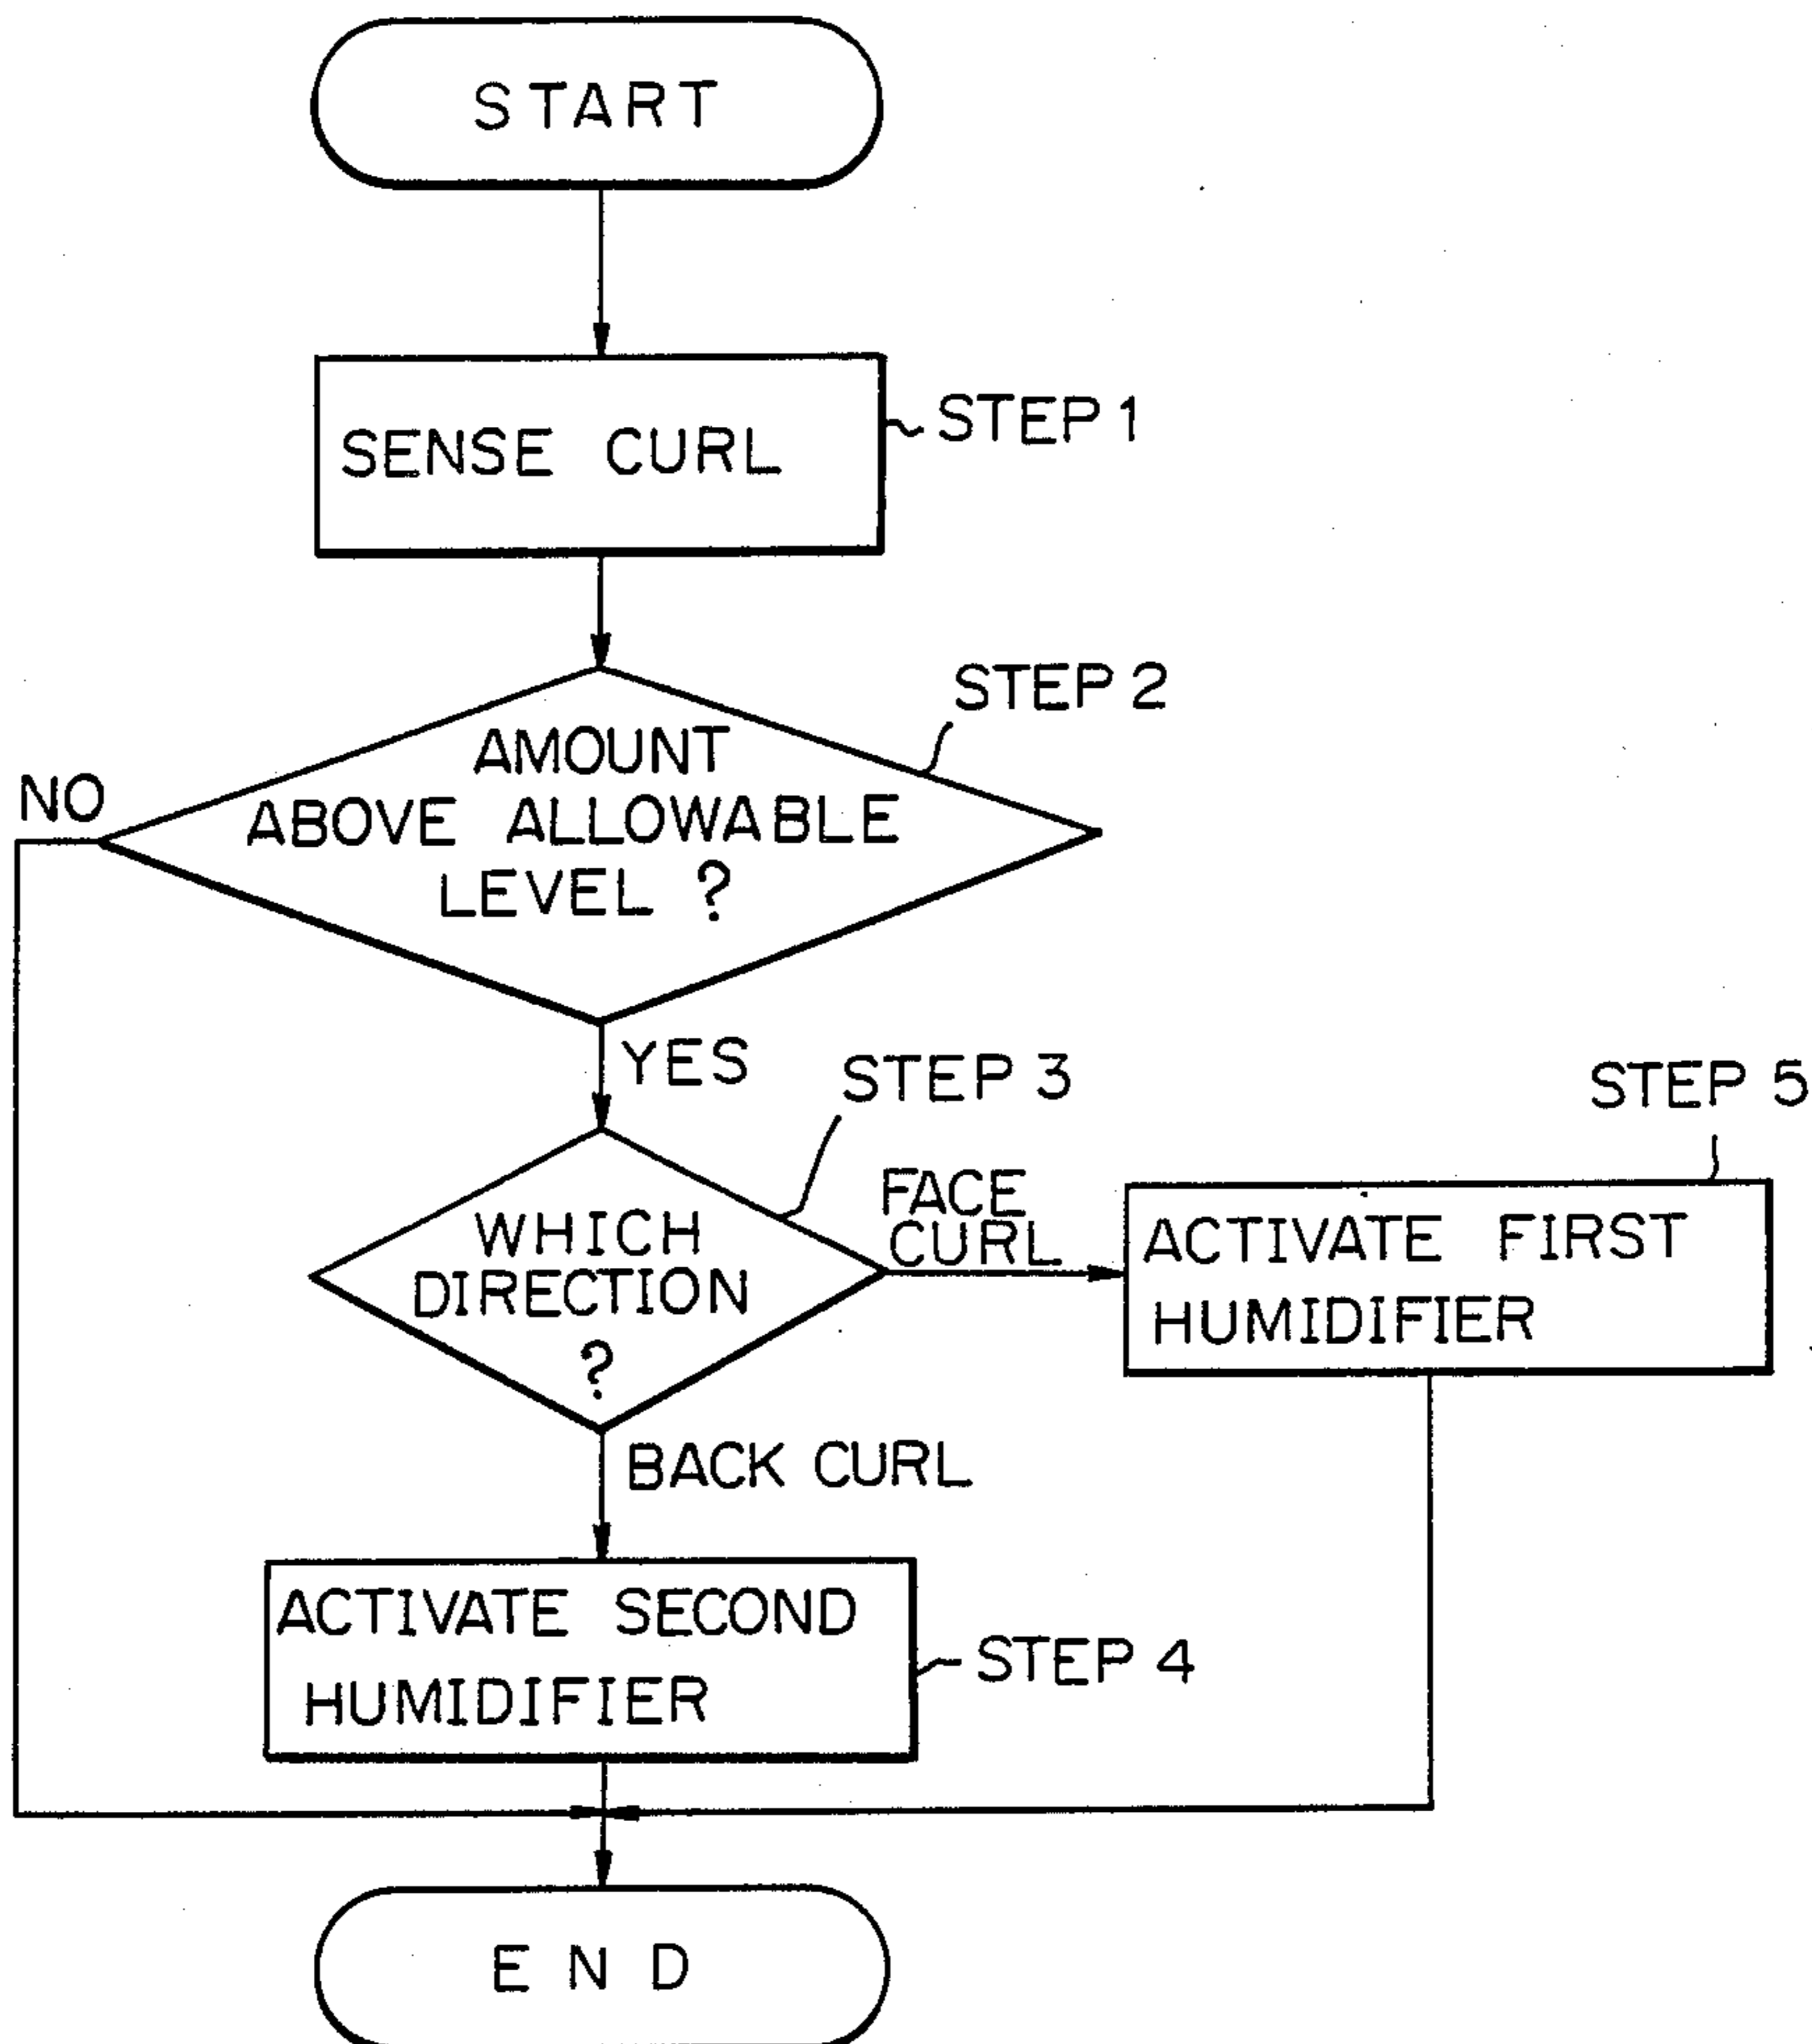 START
SENSE CURL
STEP 1
STEP 2
AMOUNT
ABOVE ALLOWABLE
LEVEL ?
NO
YES
STEP 3
STEP 5
WHICH
DIRECTION
?
FACE
CURL
ACTIVATE FIRST
HUMIDIFIER
BACK CURL
ACTIVATE SECOND
HUMIDIFIER
STEP 4
END